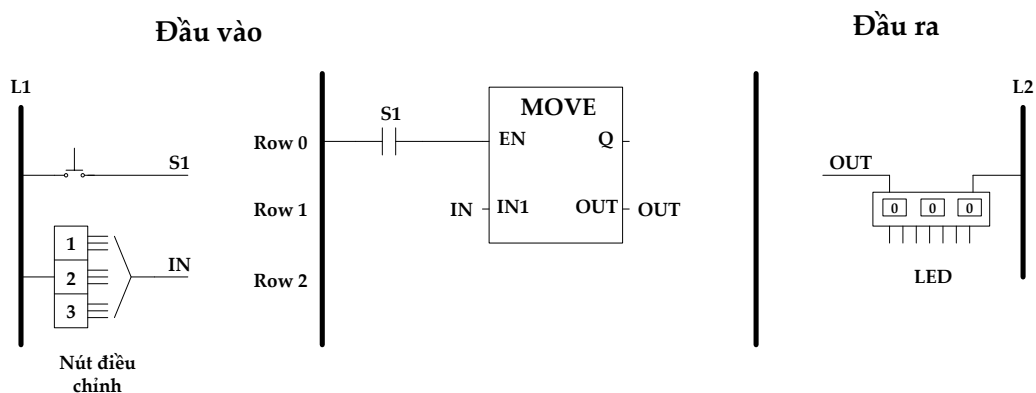 Đầu vào
Đầu ra
L1
L2
S1
IN
1
2
3
Nút điều
chỉnh
Row 0
Row 1
Row 2
S1
MOVE
EN
Q
IN
IN1
OUT
OUT
OUT
0 0 0
LED